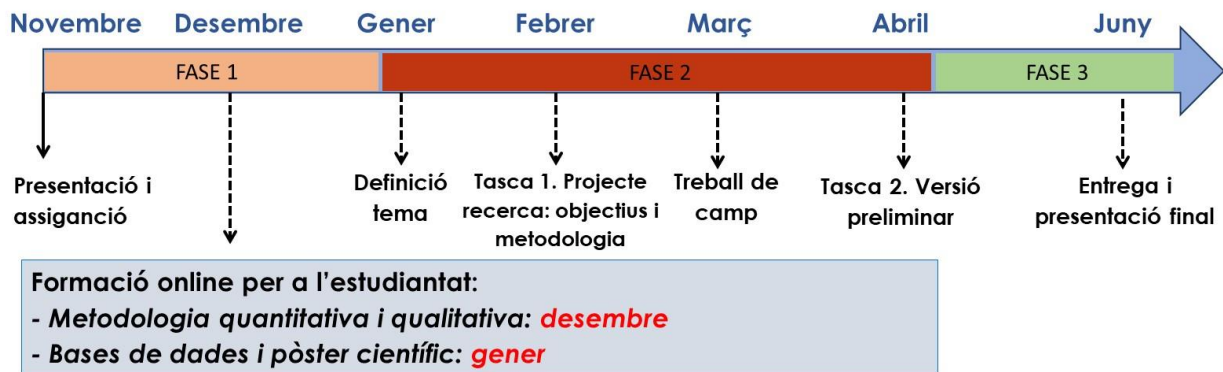 Novembre Desembre Gener Febrer Març Abril Juny
FASE 1 FASE 2 FASE 3
Presentació i
assiganció
Definició
tema
Tasca 1. Projecte
recerca: objectius i
metodologia
Treball de
camp
Tasca 2. Versió
preliminar
Entrega i
presentació final
Formació online per a l’estudiantat:
- Metodologia quantitativa i qualitativa: desembre
- Bases de dades i pòster científic: gener